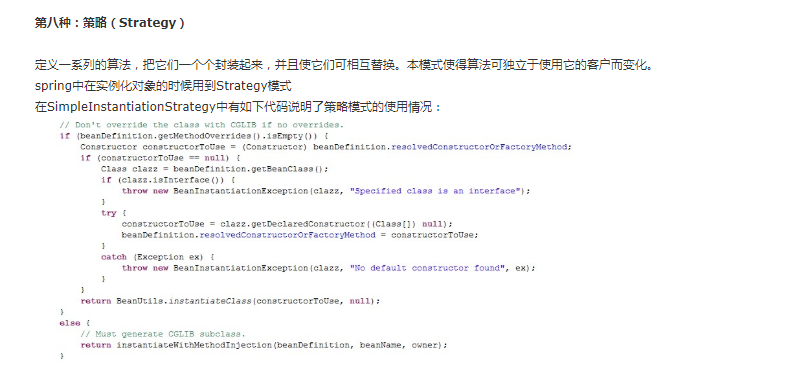 第八种：策略（Strategy）
定义一系列的算法，把它们一个个封装起来，并且使它们可相互替换。本模式使得算法可独立于使用它的客户而变化。
spring中在实例化对象的时候用到Strategy模式
在SimpleInstantiationStrategy中有如下代码说明了策略模式的使用情况：
// Don't override the class with CGLIB if no overrides.
if (beanDefinition.getMethodOverrides().isEmpty()) {
Constructor constructorToUse = (Constructor) beanDefinition.resolvedConstructorOrFactoryMethod;
if (constructorToUse == null) {
Class clazz = beanDefinition.getBeanClass();
if (clazz.isInterface()) {
throw new BeanInstantiationException(clazz, "Specified class is an interface");
}
try {
constructorToUse = clazz.getDeclaredConstructor((Class[]) null);
beanDefinition.resolvedConstructorOrFactoryMethod = constructorToUse;
}
catch (Exception ex) {
throw new BeanInstantiationException(clazz, "No default constructor found", ex);
}
}
return BeanUtils.instantiateClass(constructorToUse, null);
}
else {
// Must generate CGLIB subclass.
return instantiateWithMethodInjection(beanDefinition, beanName, owner);
}